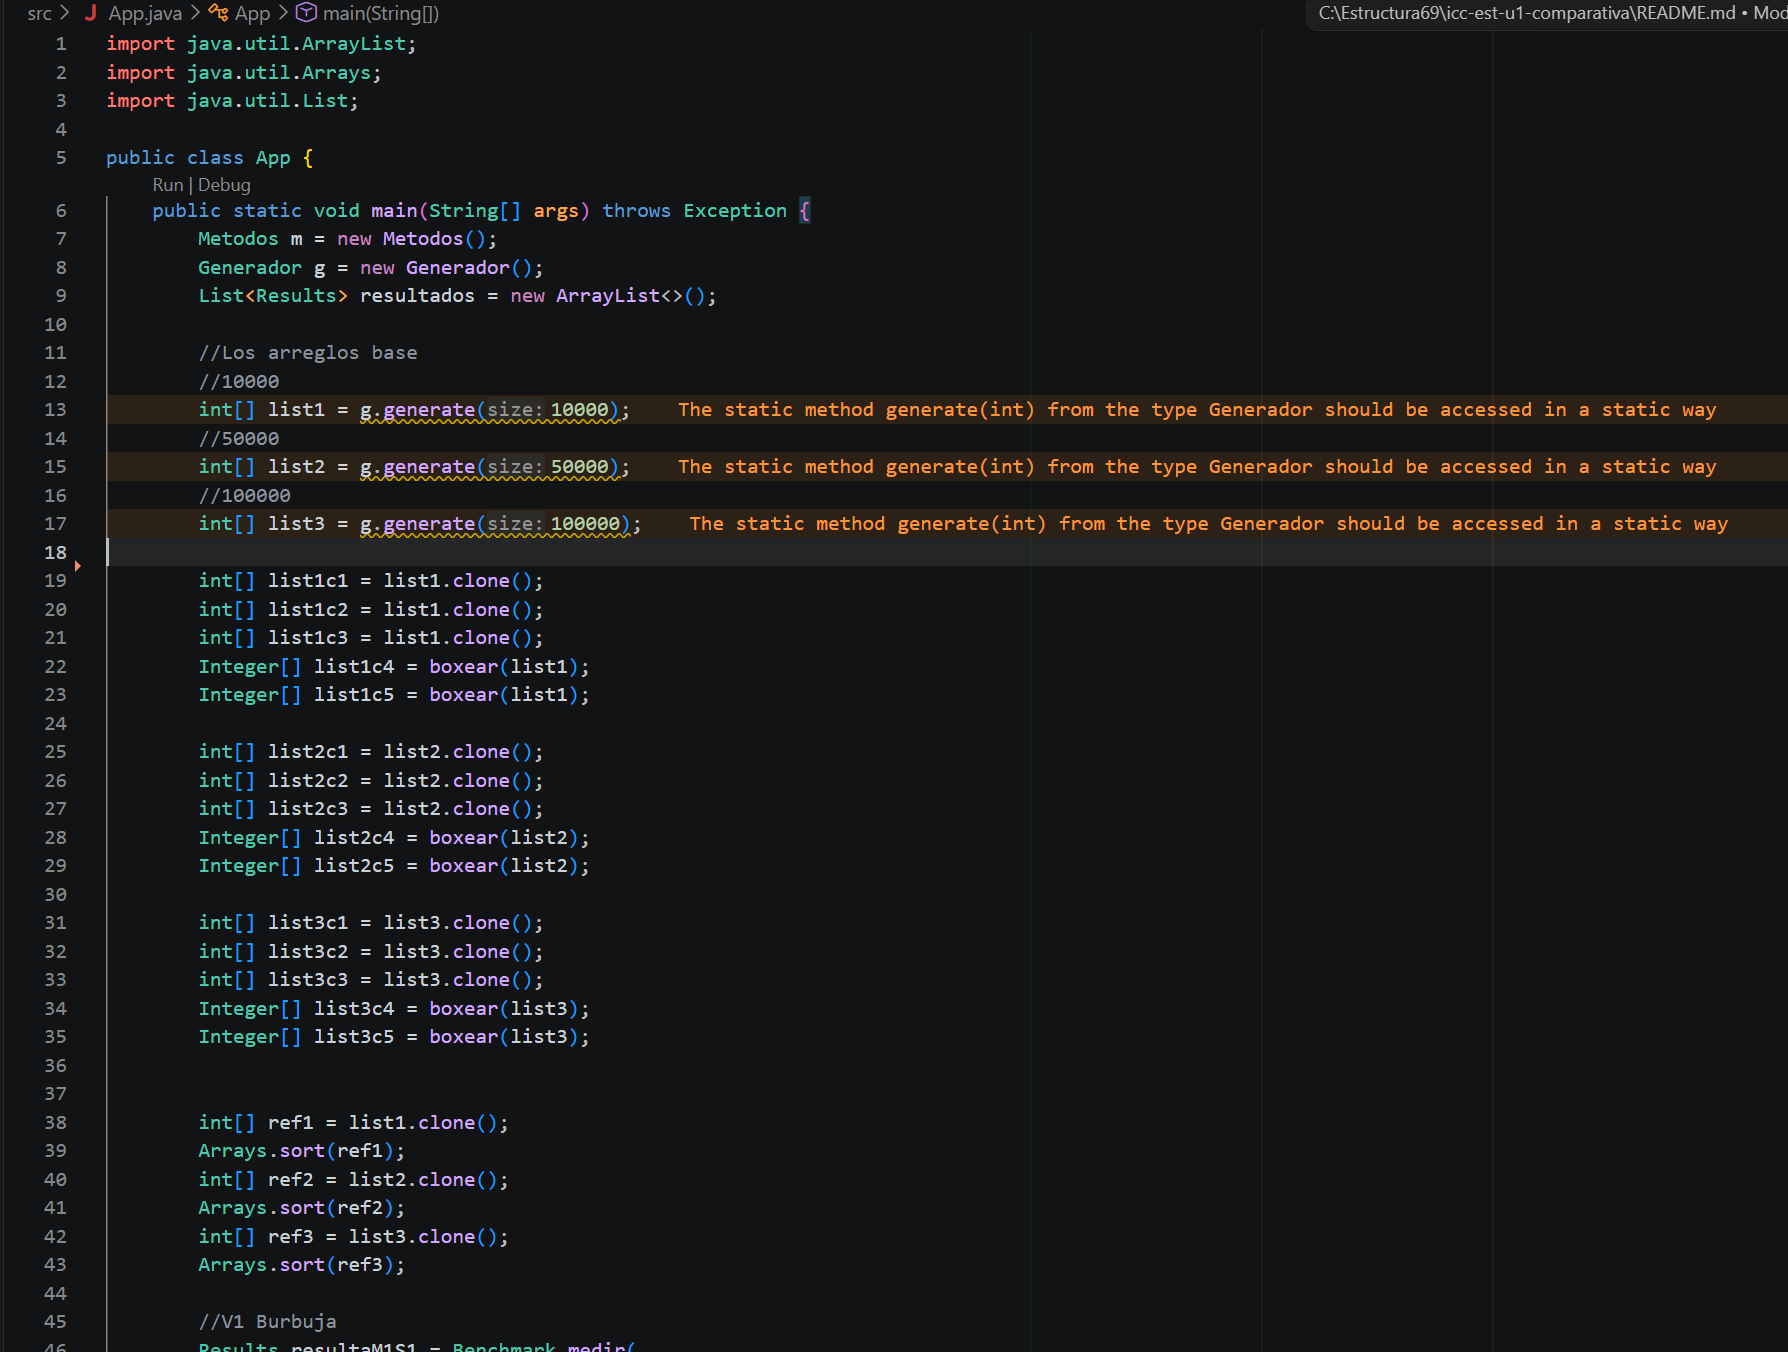 src > J App.java > App > main(String[])
C:\Estructura69\icc-est-u1-comparativa\README.md •
1 import java.util.ArrayList;
2 import java.util.Arrays;
3 import java.util.List;
4
5 public class App {
Run | Debug
6 public static void main(String[] args) throws Exception {
7 Metodos m = new Metodos();
8 Generador g = new Generador();
9 List<Results> resultados = new ArrayList<>();
10
11 //Los arreglos base
12 //10000
13 int[] list1 = g.generate(size: 10000); The static method generate(int) from the type Generador should be accessed in a static way
14 //50000
15 int[] list2 = g.generate(size: 50000); The static method generate(int) from the type Generador should be accessed in a static way
16 //100000
17 int[] list3 = g.generate(size: 100000); The static method generate(int) from the type Generador should be accessed in a static way
18
19 int[] list1c1 = list1.clone();
20 int[] list1c2 = list1.clone();
21 int[] list1c3 = list1.clone();
22 Integer[] list1c4 = boxear(list1);
23 Integer[] list1c5 = boxear(list1);
24
25 int[] list2c1 = list2.clone();
26 int[] list2c2 = list2.clone();
27 int[] list2c3 = list2.clone();
28 Integer[] list2c4 = boxear(list2);
29 Integer[] list2c5 = boxear(list2);
30
31 int[] list3c1 = list3.clone();
32 int[] list3c2 = list3.clone();
33 int[] list3c3 = list3.clone();
34 Integer[] list3c4 = boxear(list3);
35 Integer[] list3c5 = boxear(list3);
36
37
38 int[] ref1 = list1.clone();
39 Arrays.sort(ref1);
40 int[] ref2 = list2.clone();
41 Arrays.sort(ref2);
42 int[] ref3 = list3.clone();
43 Arrays.sort(ref3);
44
45 //V1 Burbuja
46 Results resultaM1S1 = Benchmark.medir(